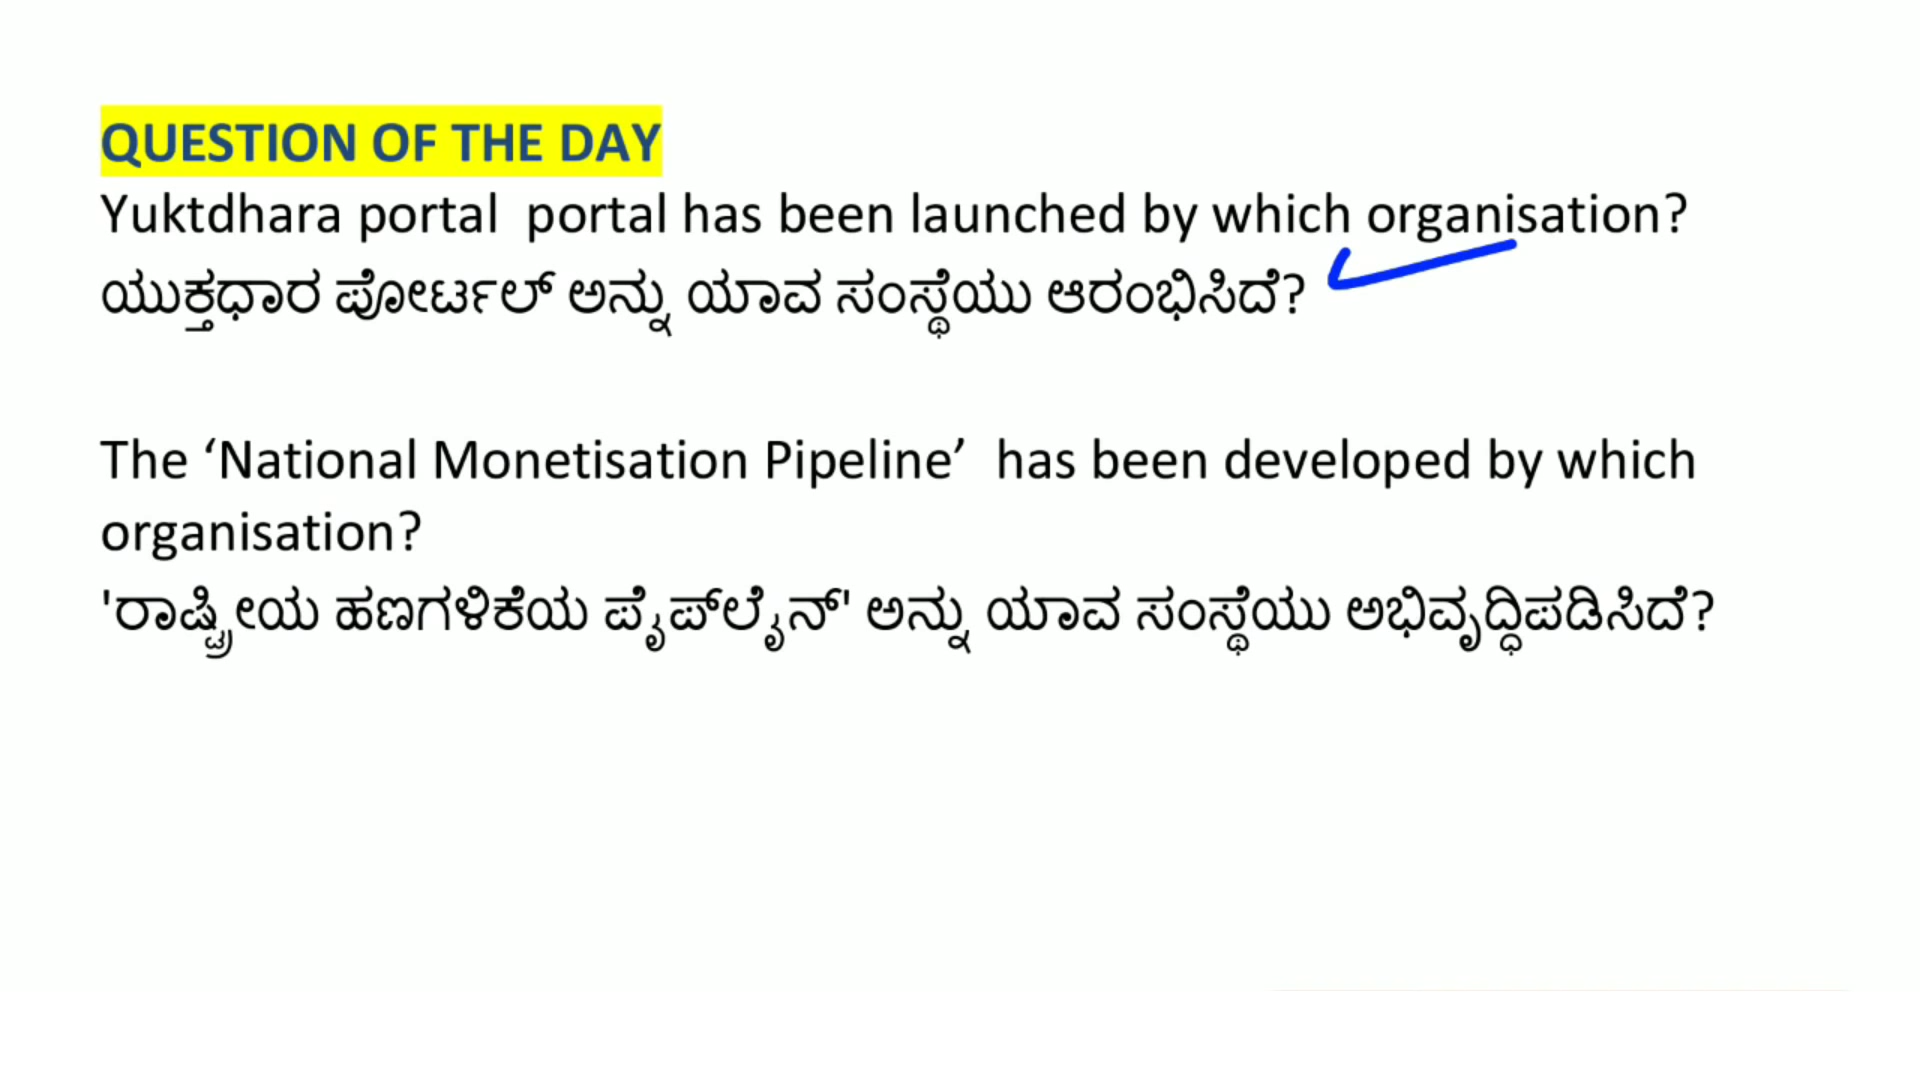 QUESTION OF THE DAY
Yuktdhara portal  portal has been launched by which organisation?
ಯುಕ್ತಧಾರ ಪೋರ್ಟಲ್ ಅನ್ನು ಯಾವ ಸಂಸ್ಥೆಯು ಆರಂಭಿಸಿದೆ?
The ‘National Monetisation Pipeline’  has been developed by which
organisation?
'ರಾಷ್ಟ್ರೀಯ ಹಣಗಳಿಕೆಯ ಪೈಪ್‌ಲೈನ್' ಅನ್ನು ಯಾವ ಸಂಸ್ಥೆಯು ಅಭಿವೃದ್ಧಿಪಡಿಸಿದೆ?